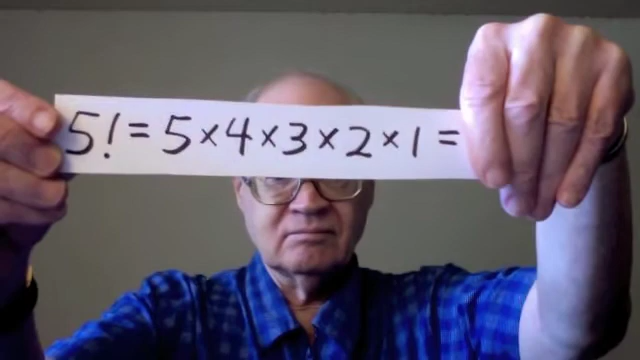 5! = 5 × 4 × 3 × 2 × 1 =